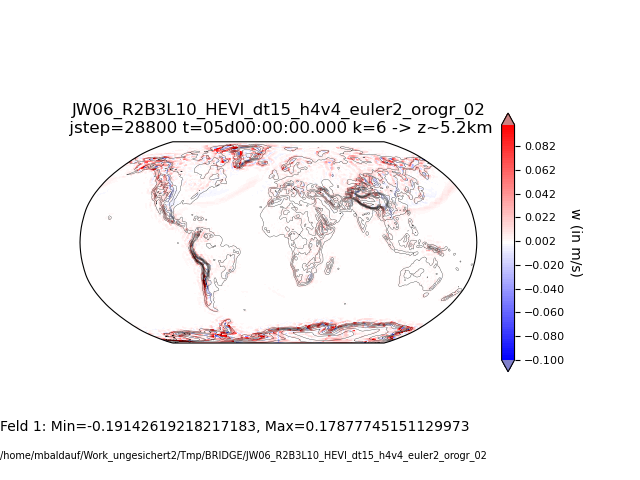 JW06_R2B3L10_HEVI_dt15_h4v4_euler2_orogr_02
jstep=28800 t=05d00:00:00.000 k=6 -> z~5.2km
0.082
0.062
0.042
0.022
0.002
−0.020
−0.040
−0.060
−0.080
−0.100
w (in m/s)
Feld 1: Min=-0.19142619218217183, Max=0.17877745151129973
/home/mbaldauf/Work_ungesichert2/Tmp/BRIDGE/JW06_R2B3L10_HEVI_dt15_h4v4_euler2_orogr_02